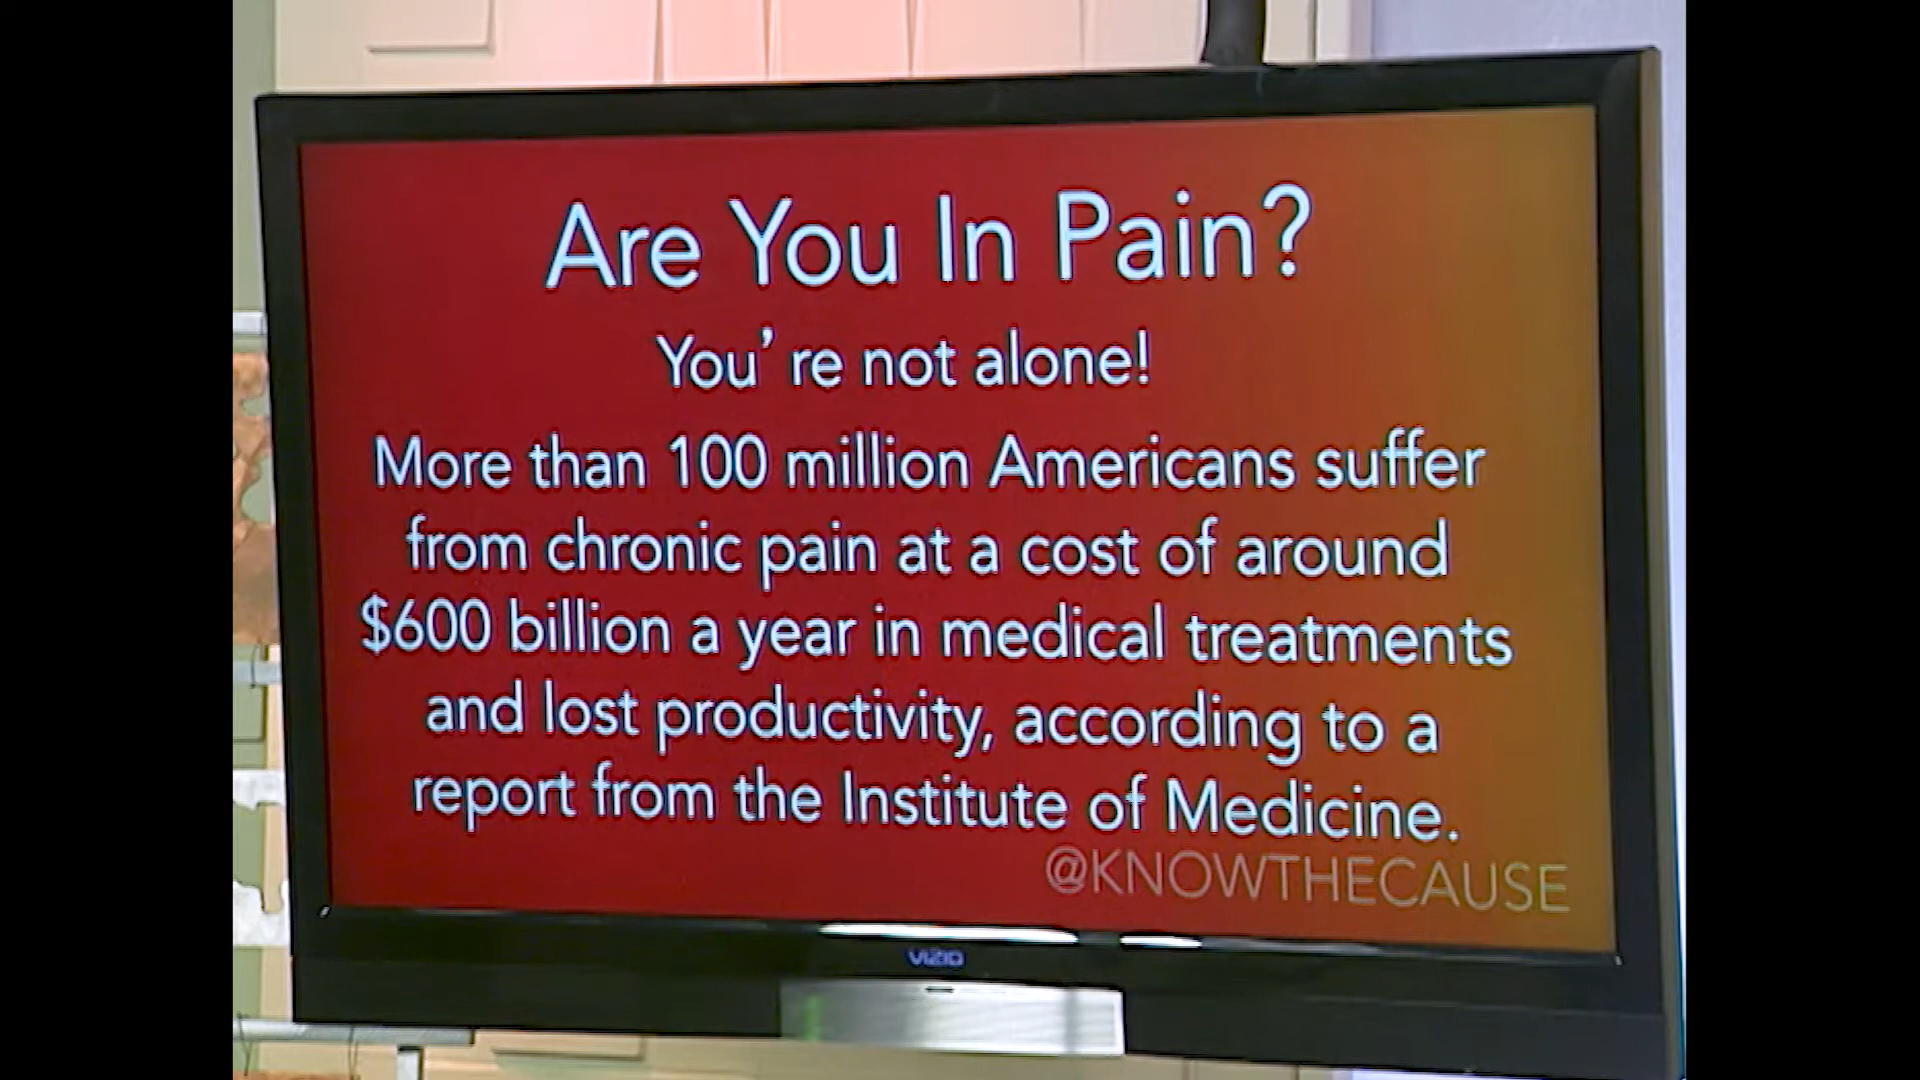 Are You In Pain?
You' re not alone!
More than 100 million Americans suffer
from chronic pain at a cost of around
$600 billion a year in medical treatments
and lost productivity, according to a
report from the Institute of Medicine.
@KNOWTHECAUSE
VIZIO